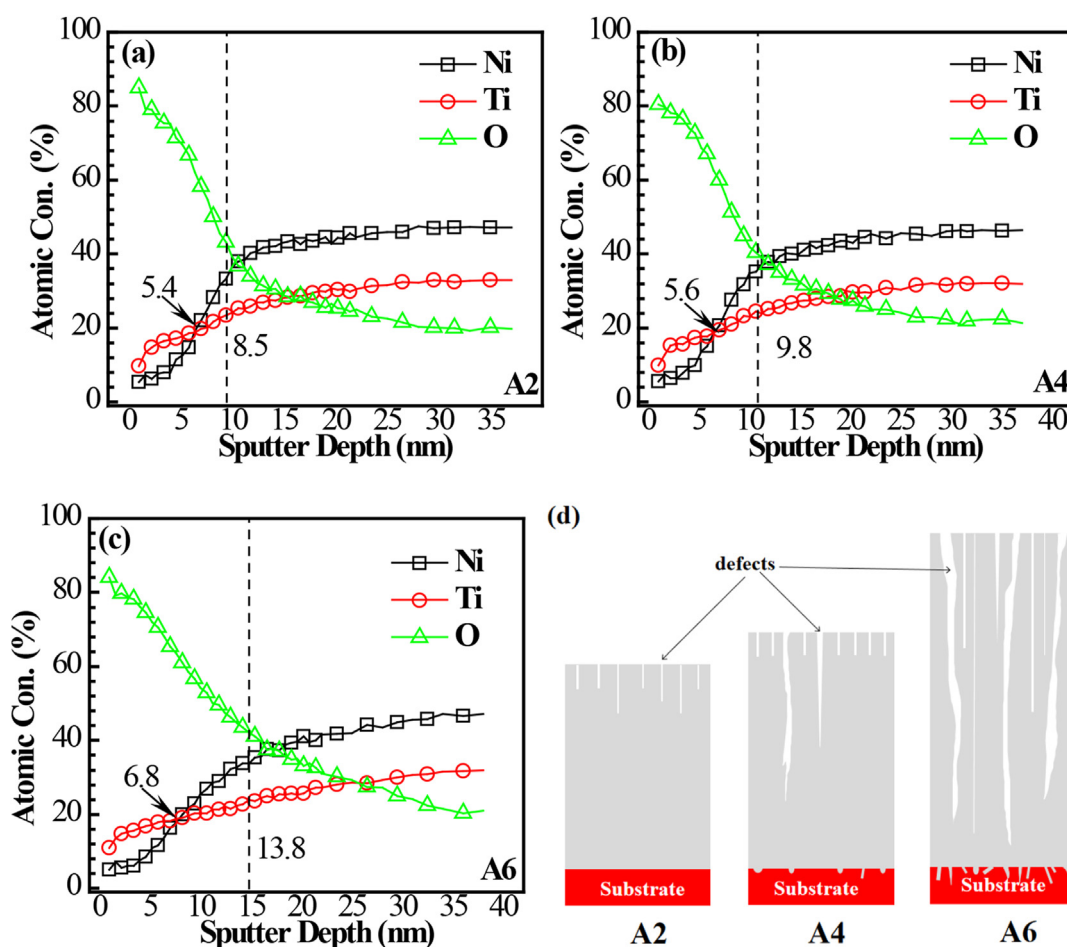 (a)
Ni
Ti
O
100
80
60
40
20
0
Atomic Con. (%)
5.4
8.5
A2
0 5 10 15 20 25 30 35
Sputter Depth (nm)
(b)
Ni
Ti
O
100
80
60
40
20
0
Atomic Con. (%)
5.6
9.8
A4
0 5 10 15 20 25 30 35 40
Sputter Depth (nm)
(c)
Ni
Ti
O
100
80
60
40
20
0
Atomic Con. (%)
6.8
13.8
A6
0 5 10 15 20 25 30 35 40
Sputter Depth (nm)
(d)
defects
Substrate Substrate Substrate
A2 A4 A6